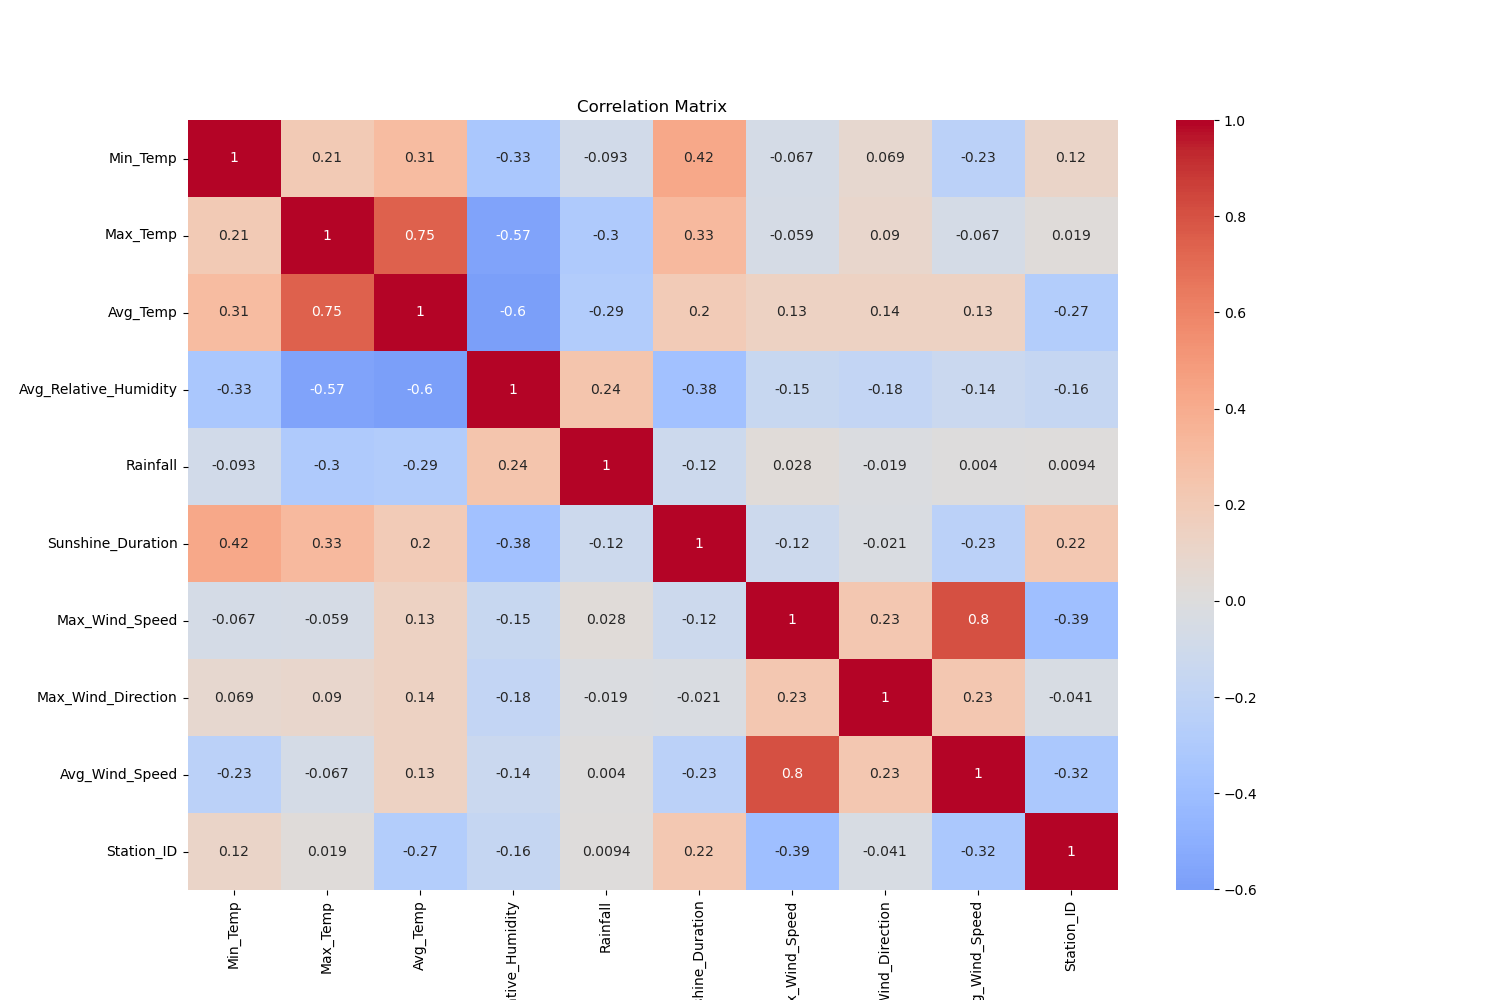 Correlation Matrix
Min_Temp 1 0.21 0.31 -0.33 -0.093 0.42 -0.067 0.069 -0.23 0.12
Max_Temp 0.21 1 0.75 -0.57 -0.3 0.33 -0.059 0.09 -0.067 0.019
Avg_Temp 0.31 0.75 1 -0.6 -0.29 0.2 0.13 0.14 0.13 -0.27
Avg_Relative_Humidity -0.33 -0.57 -0.6 1 0.24 -0.38 -0.15 -0.18 -0.14 -0.16
Rainfall -0.093 -0.3 -0.29 0.24 1 -0.12 0.028 -0.019 0.004 0.0094
Sunshine_Duration 0.42 0.33 0.2 -0.38 -0.12 1 -0.12 -0.021 -0.23 0.22
Max_Wind_Speed -0.067 -0.059 0.13 -0.15 0.028 -0.12 1 0.23 0.8 -0.39
Max_Wind_Direction 0.069 0.09 0.14 -0.18 -0.019 -0.021 0.23 1 0.23 -0.041
Avg_Wind_Speed -0.23 -0.067 0.13 -0.14 0.004 -0.23 0.8 0.23 1 -0.32
Station_ID 0.12 0.019 -0.27 -0.16 0.0094 0.22 -0.39 -0.041 -0.32 1
Min_Temp
Max_Temp
Avg_Temp
ative_Humidity
Rainfall
shine_Duration
x_Wind_Speed
Wind_Direction
g_Wind_Speed
Station_ID
1.0
0.8
0.6
0.4
0.2
0.0
−0.2
−0.4
−0.6